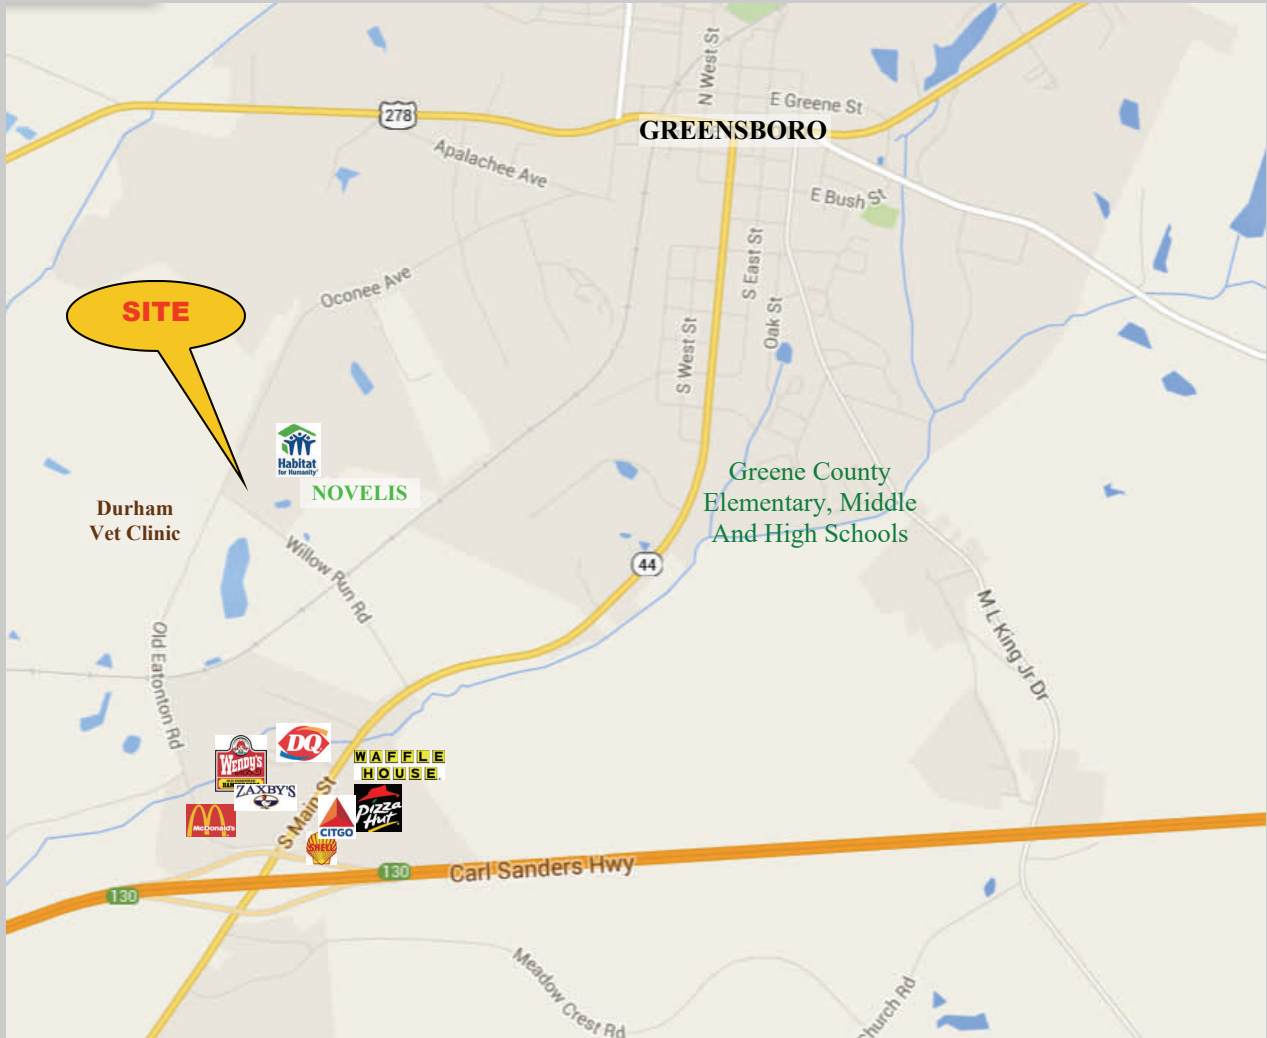 N West St
E Greene St
278
GREENSBORO
Apalachee Ave
E Bush St
S East St
Oconee Ave
SITE
Oak St
S West St
Habitat
for Humanity
NOVELIS
Greene County
Elementary, Middle
And High Schools
Durham
Vet Clinic
Willow Run Rd
44
M L King Jr Dr
Old Eatonton Rd
DQ
WENDY'S
WAFFLE
HOUSE.
ZAXBY'S
Pizza
Hut
McDonald's
S Main St
CITGO
SHELL
130
Carl Sanders Hwy
130
Meadow Crest Rd
Church Rd